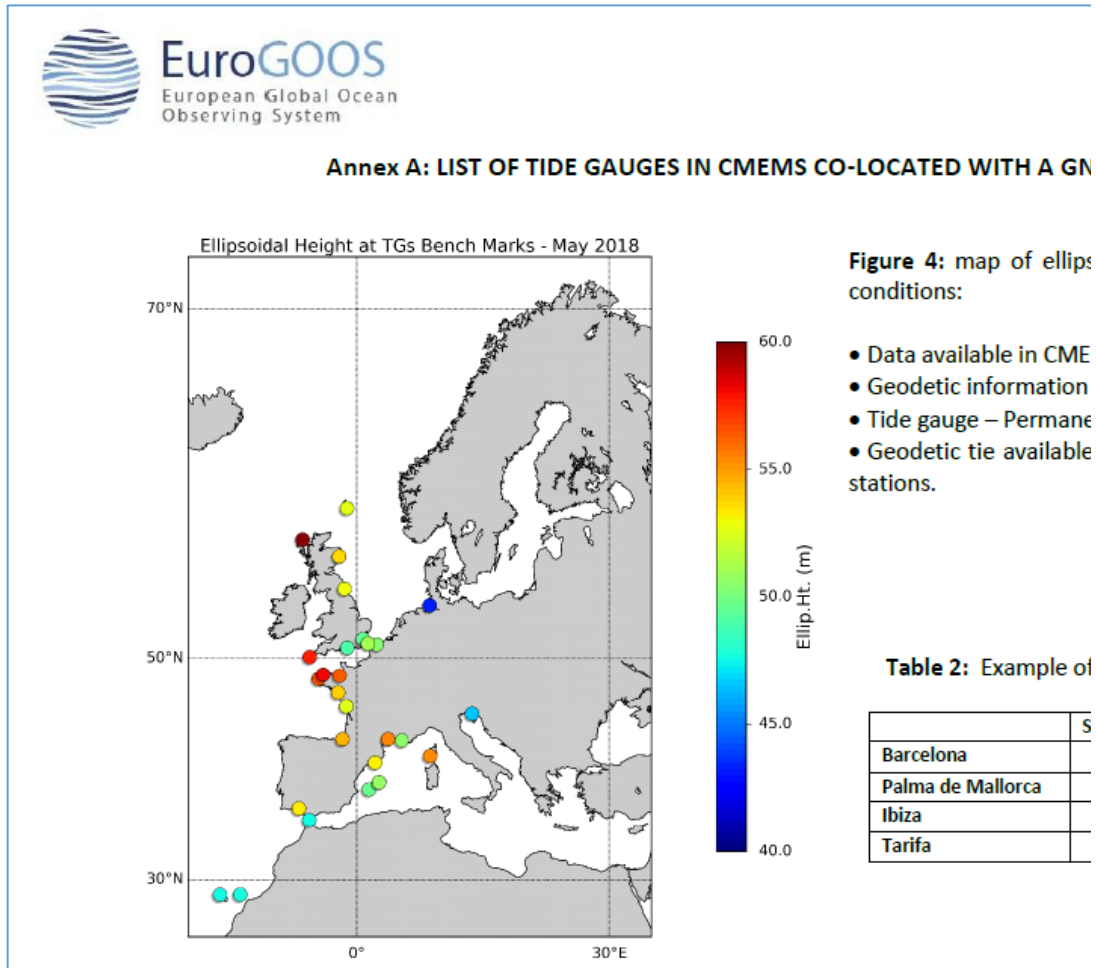 EuroGOOS
European Global Ocean
Observing System
Annex A: LIST OF TIDE GAUGES IN CMEMS CO-LOCATED WITH A GN
Ellipsoidal Height at TGs Bench Marks - May 2018
70°N
50°N
30°N
0°
30°E
60.0
55.0
50.0
45.0
40.0
Ellip.Ht. (m)
Figure 4: map of ellips
conditions:
• Data available in CME
• Geodetic information
• Tide gauge – Permane
• Geodetic tie available
stations.
Table 2: Example of
S
Barcelona
Palma de Mallorca
Ibiza
Tarifa